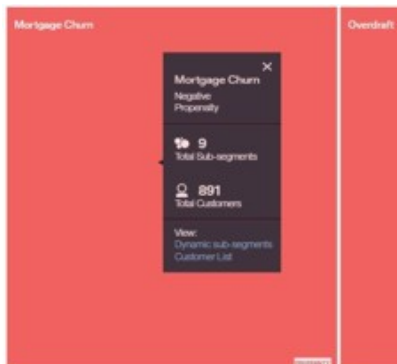 Mortgage Churn
Overdraft
Mortgage Churn
Negative
Propensity
9
Total Sub-segments
891
Total Customers
View:
Dynamic sub-segments
Customer List